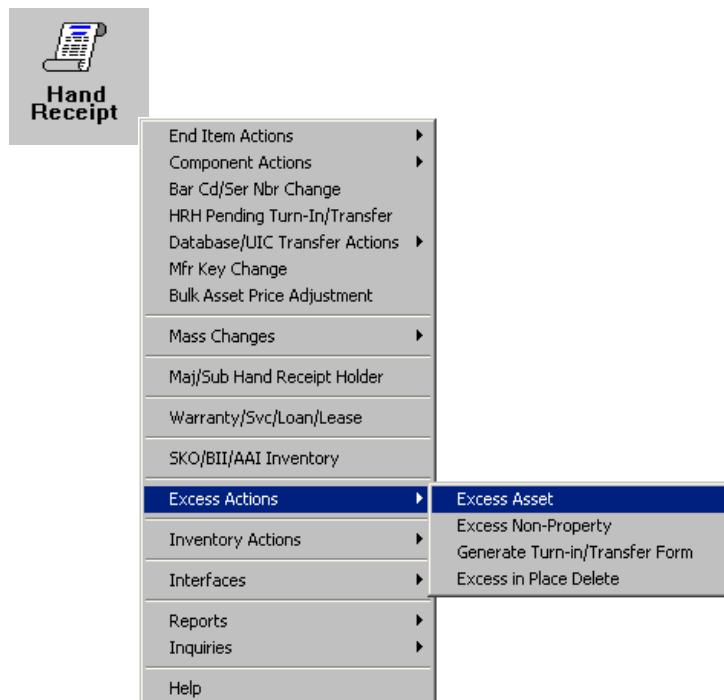 Hand
Receipt
End Item Actions
Component Actions
Bar Cd/Ser Nbr Change
HRH Pending Turn-In/Transfer
Database/UIC Transfer Actions
Mfr Key Change
Bulk Asset Price Adjustment
Mass Changes
Maj/Sub Hand Receipt Holder
Warranty/Svc/Loan/Lease
SKO/BII/AAI Inventory
Excess Actions
Excess Asset
Excess Non-Property
Generate Turn-in/Transfer Form
Excess in Place Delete
Inventory Actions
Interfaces
Reports
Inquiries
Help